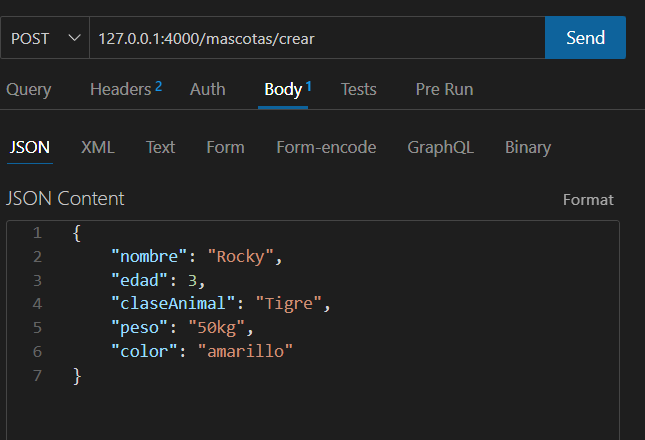 POST 127.0.0.1:4000/mascotas/crear Send
Query Headers 2 Auth Body 1 Tests Pre Run
JSON XML Text Form Form-encode GraphQL Binary
JSON Content Format
1 {
2 "nombre": "Rocky",
3 "edad": 3,
4 "claseAnimal": "Tigre",
5 "peso": "50kg",
6 "color": "amarillo"
7 }